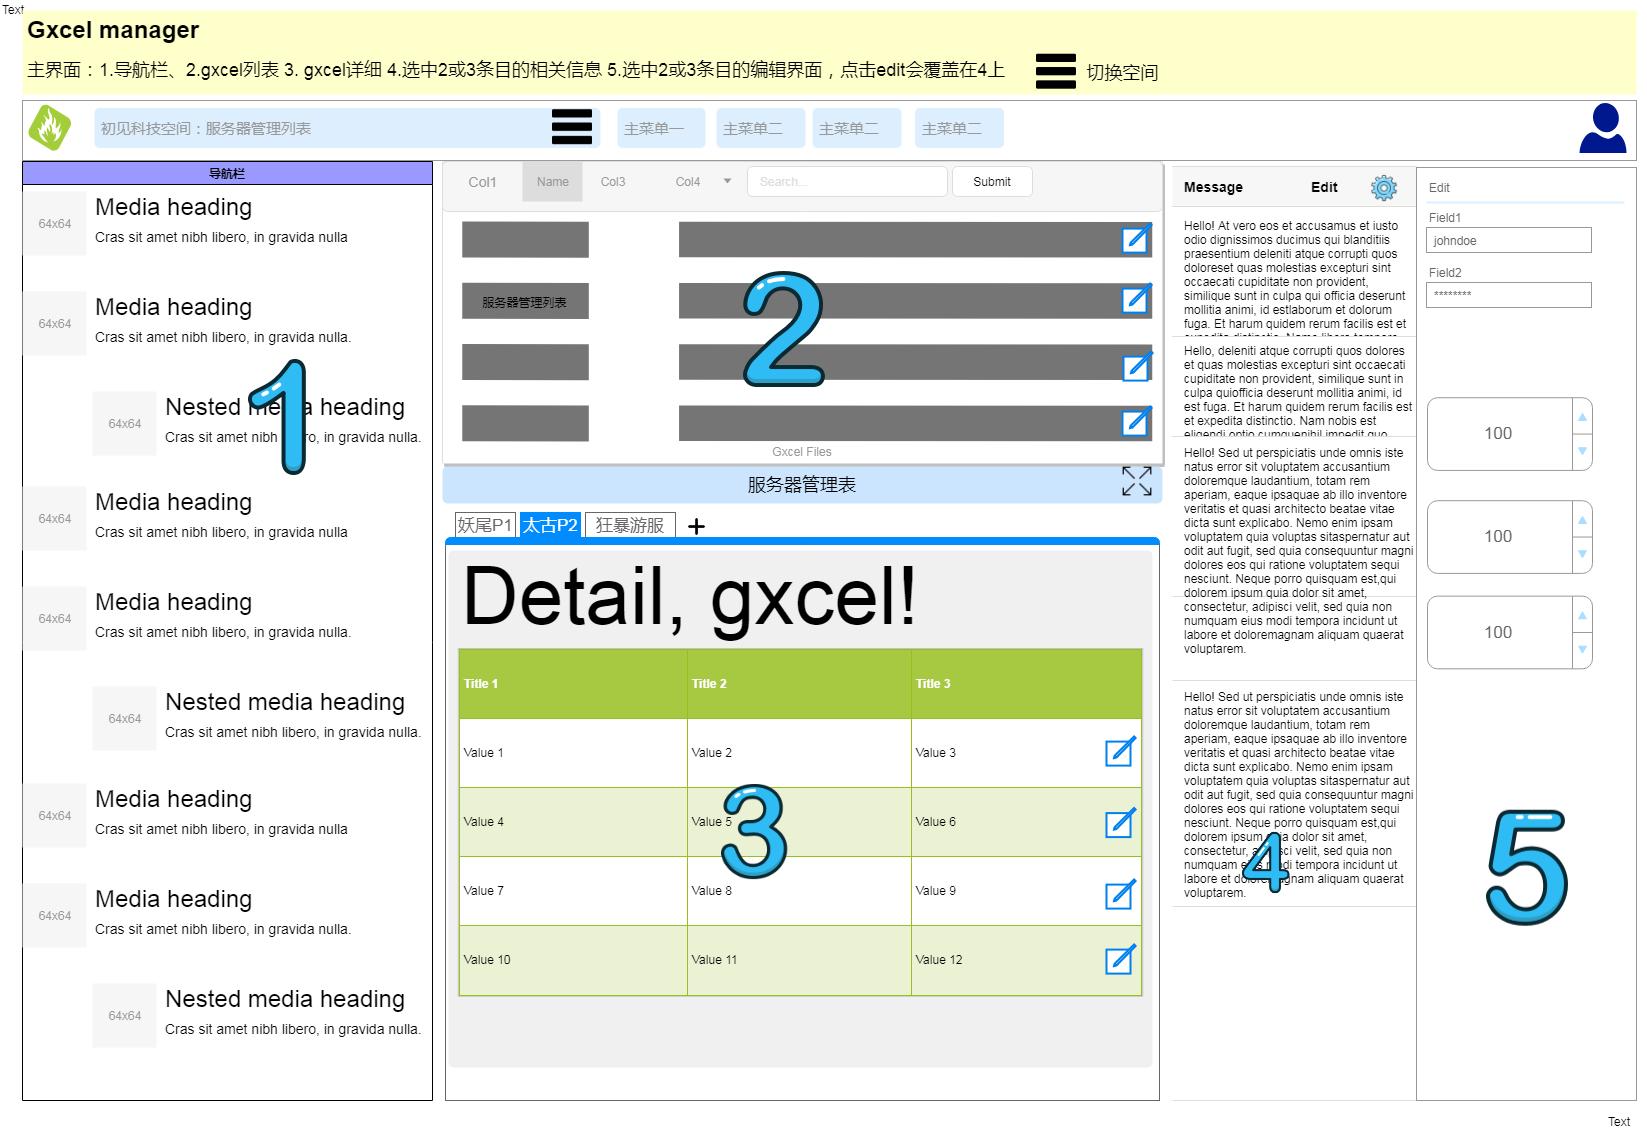 Text
Gxcel manager
主界面：1.导航栏、2.gxcel列表 3. gxcel详细 4.选中2或3条目的相关信息 5.选中2或3条目的编辑界面，点击edit会覆盖在4上
切换空间
初见科技空间：服务器管理列表
主菜单一
主菜单二
主菜单二
主菜单二
导航栏
64x64
Media heading
Cras sit amet nibh libero, in gravida nulla
64x64
Media heading
Cras sit amet nibh libero, in gravida nulla.
64x64
Nested media heading
Cras sit amet nibh libero, in gravida nulla.
64x64
Media heading
Cras sit amet nibh libero, in gravida nulla
64x64
Media heading
Cras sit amet nibh libero, in gravida nulla.
64x64
Nested media heading
Cras sit amet nibh libero, in gravida nulla.
64x64
Media heading
Cras sit amet nibh libero, in gravida nulla
64x64
Media heading
Cras sit amet nibh libero, in gravida nulla.
64x64
Nested media heading
Cras sit amet nibh libero, in gravida nulla.
1
Col1
Name
Col3
Col4
Search...
Submit
服务器管理列表
2
Gxcel Files
服务器管理表
妖尾P1
太古P2
狂暴游服
Detail, gxcel!
Title 1 Title 2 Title 3
Value 1 Value 2 Value 3
Value 4 Value 5 Value 6
Value 7 Value 8 Value 9
Value 10 Value 11 Value 12
3
Message
Edit
Hello! At vero eos et accusamus et iusto
odio dignissimos ducimus qui blanditiis
praesentium deleniti atque corrupti quos
doloreset quas molestias excepturi sint
occaecati cupiditate non provident,
similique sunt in culpa qui officia deserunt
mollitia animi, id estlaborum et dolorum
fuga. Et harum quidem rerum facilis est et
Hello, deleniti atque corrupti quos dolores
et quas molestias excepturi sint occaecati
cupiditate non provident, similique sunt in
culpa quiofficia deserunt mollitia animi, id
est fuga. Et harum quidem rerum facilis est
et expedita distinctio. Nam nobis est
eligendi optio cumquenihil impedit quo
Hello! Sed ut perspiciatis unde omnis iste
natus error sit voluptatem accusantium
doloremque laudantium, totam rem
aperiam, eaque ipsaquae ab illo inventore
veritatis et quasi architecto beatae vitae
dicta sunt explicabo. Nemo enim ipsam
voluptatem quia voluptas sitaspernatur aut
odit aut fugit, sed quia consequuntur magni
dolores eos qui ratione voluptatem sequi
nesciunt. Neque porro quisquam est,qui
dolorem ipsum quia dolor sit amet,
consectetur, adipisci velit, sed quia non
numquam eius modi tempora incidunt ut
labore et doloremagnam aliquam quaerat
voluptarem.
Hello! Sed ut perspiciatis unde omnis iste
natus error sit voluptatem accusantium
doloremque laudantium, totam rem
aperiam, eaque ipsaquae ab illo inventore
veritatis et quasi architecto beatae vitae
dicta sunt explicabo. Nemo enim ipsam
voluptatem quia voluptas sitaspernatur aut
odit aut fugit, sed quia consequuntur magni
dolores eos qui ratione voluptatem sequi
nesciunt. Neque porro quisquam est,qui
dolorem ipsum quia dolor sit amet,
consectetur, adipisci velit, sed quia non
numquam eius modi tempora incidunt ut
labore et doloremagnam aliquam quaerat
voluptarem.
4
Edit
Field1
johndoe
Field2
********
100
100
100
5
Text